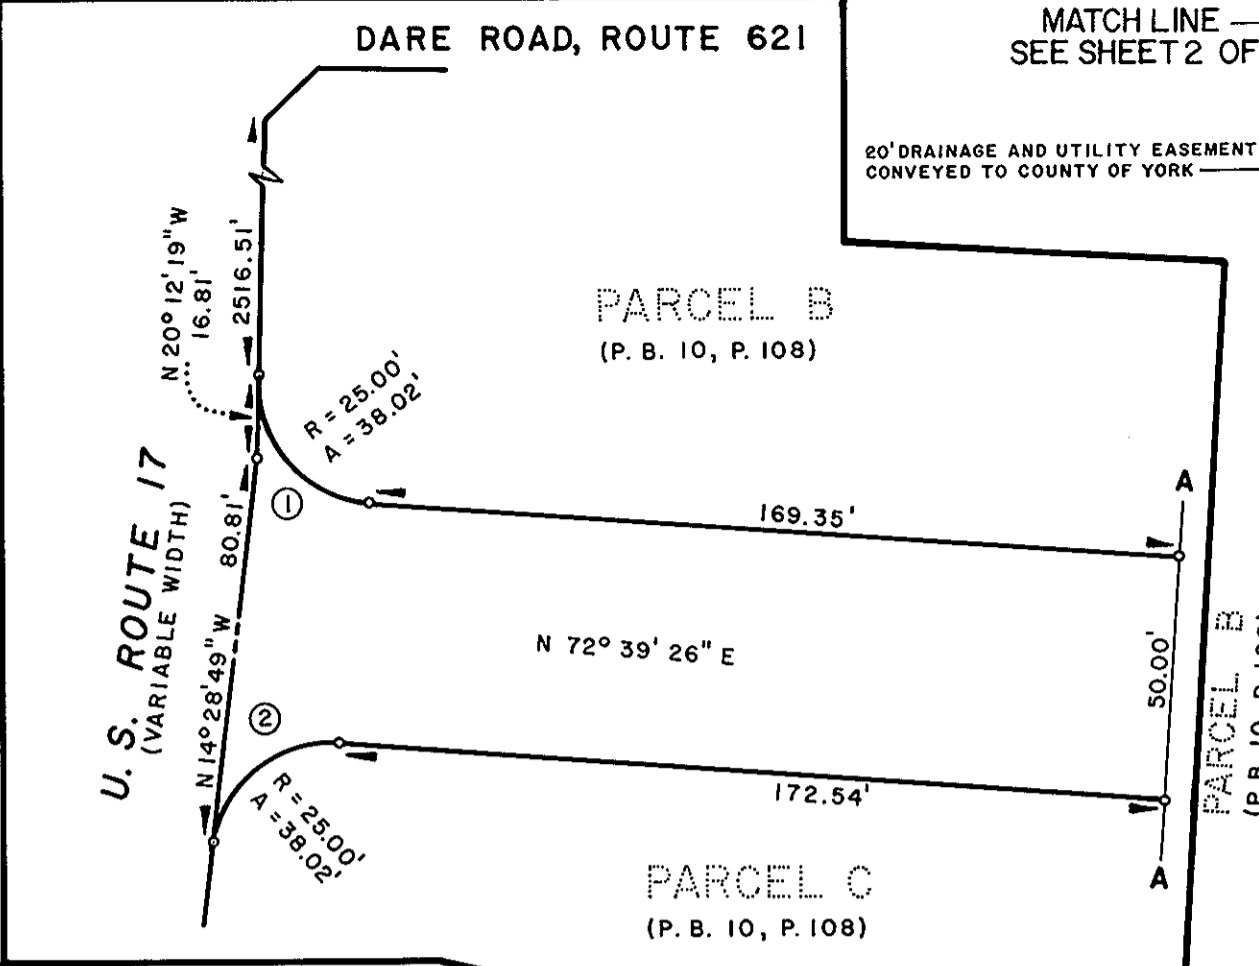 DARE ROAD, ROUTE 621
MATCH LINE
SEE SHEET 2 OF
20' DRAINAGE AND UTILITY EASEMENT
CONVEYED TO COUNTY OF YORK
N 20° 12' 19" W
16.81'
2516.51'
PARCEL B
(P. B. 10, P. 108)
R = 25.00'
A = 38.02'
1
169.35'
A
U. S. ROUTE 17
(VARIABLE WIDTH)
N 14° 28' 49" W
80.81'
N 72° 39' 26" E
50.00'
PARCEL B
2
R = 25.00'
A = 38.02'
172.54'
A
PARCEL C
(P. B. 10, P. 108)